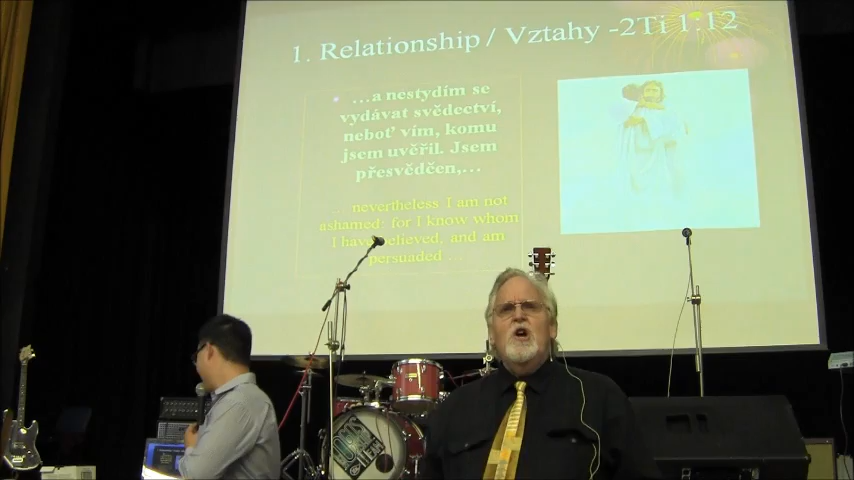 1. Relationship / Vztahy -2Ti 1:12
...a nestydím se
vydávat svědectví,
neboť vím, komu
jsem uvěřil. Jsem
přesvědčen,...
... nevertheless I am not
ashamed: for I know whom
I have believed, and am
persuaded ...